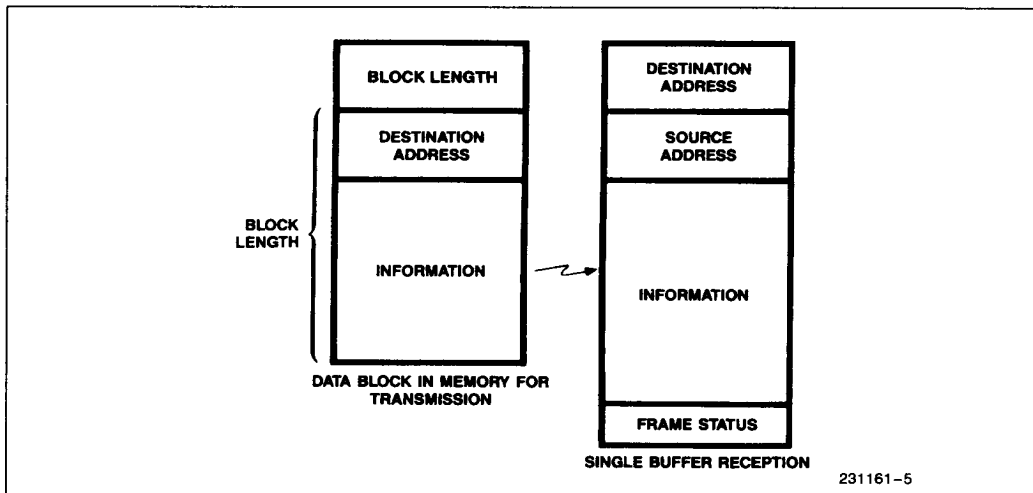 BLOCK LENGTH
DESTINATION
ADDRESS
INFORMATION
BLOCK
LENGTH
DATA BLOCK IN MEMORY FOR
TRANSMISSION
DESTINATION
ADDRESS
SOURCE
ADDRESS
INFORMATION
FRAME STATUS
SINGLE BUFFER RECEPTION
231161-5